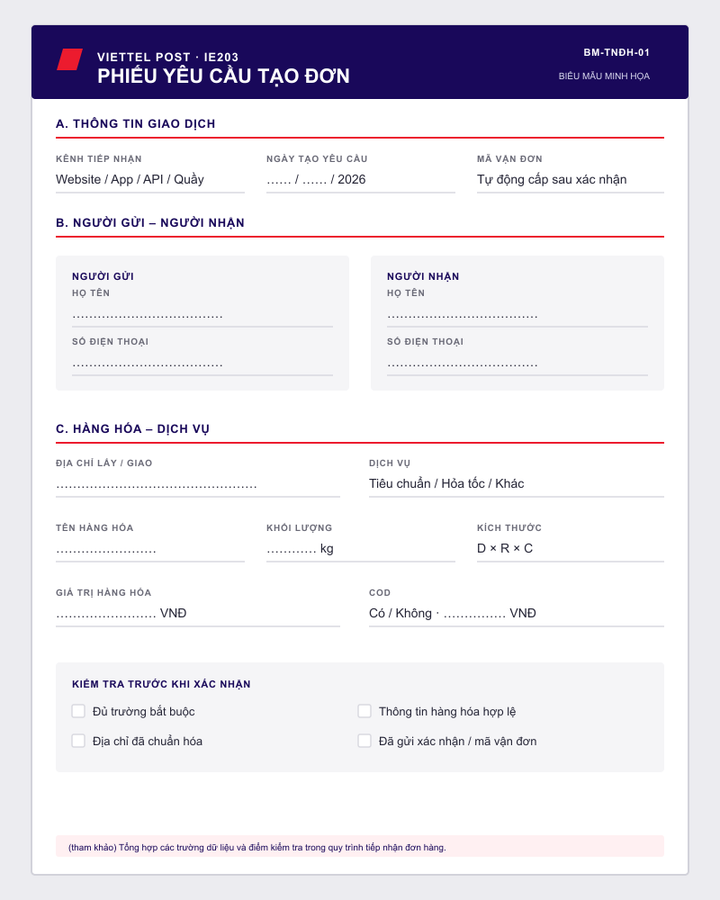 VIETTEL POST · IE203
PHIẾU YÊU CẦU TẠO ĐƠN
BM-TNĐH-01
BIỂU MẪU MINH HỌA
A. THÔNG TIN GIAO DỊCH
KÊNH TIẾP NHẬN
NGÀY TẠO YÊU CẦU
MÃ VẬN ĐƠN
Website / App / API / Quầy
...... / ...... / 2026
Tự động cấp sau xác nhận
B. NGƯỜI GỬI – NGƯỜI NHẬN
NGƯỜI GỬI
HỌ TÊN
....................................
SỐ ĐIỆN THOẠI
....................................
NGƯỜI NHẬN
HỌ TÊN
....................................
SỐ ĐIỆN THOẠI
....................................
C. HÀNG HÓA – DỊCH VỤ
ĐỊA CHỈ LẤY / GIAO
DỊCH VỤ
................................................
Tiêu chuẩn / Hỏa tốc / Khác
TÊN HÀNG HÓA
KHỐI LƯỢNG
KÍCH THƯỚC
........................
............ kg
D × R × C
GIÁ TRỊ HÀNG HÓA
COD
........................ VNĐ
Có / Không · ............... VNĐ
KIỂM TRA TRƯỚC KHI XÁC NHẬN
Đủ trường bắt buộc
Thông tin hàng hóa hợp lệ
Địa chỉ đã chuẩn hóa
Đã gửi xác nhận / mã vận đơn
(tham khảo) Tổng hợp các trường dữ liệu và điểm kiểm tra trong quy trình tiếp nhận đơn hàng.